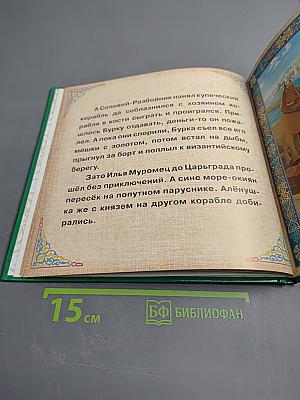 А Соловей-Разбойник нанял купеческий
корабль да соблазнился с хозяином ко-
рабля в кости сыграть и проигрался. При-
шлось Бурку отдавать, деньги-то он пожа-
лел. А пока они спорили, Бурка съел все его
мешки с золотом, потом встал на дыбы,
прыгнул за борт и поплыл к византийскому
берегу.
Зато Илья Муромец до Царьграда про-
шёл без приключений. А сине море-окиян
пересёк на попутном паруснике. Алёнуш-
ка же с князем на другом корабле доби-
рались.
15 см
БФ БИБЛИОФАН